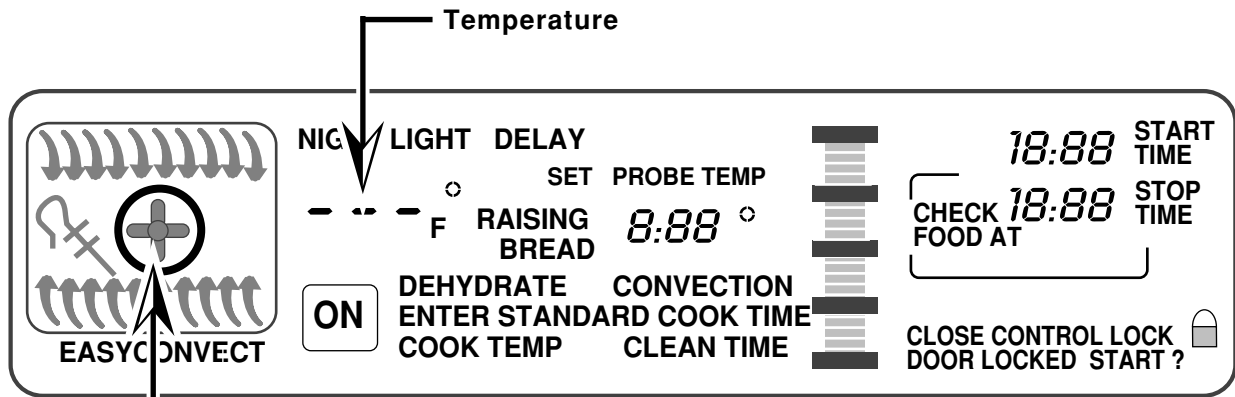 Temperature
NIGHT LIGHT DELAY
SET PROBE TEMP
- - - ° F
RAISING BREAD
8:88 °
DEHYDRATE CONVECTION
ON
ENTER STANDARD COOK TIME
COOK TEMP CLEAN TIME
EASYCONVECT
18:88 START TIME
CHECK FOOD AT
18:88 STOP TIME
CLOSE CONTROL LOCK
DOOR LOCKED START ?